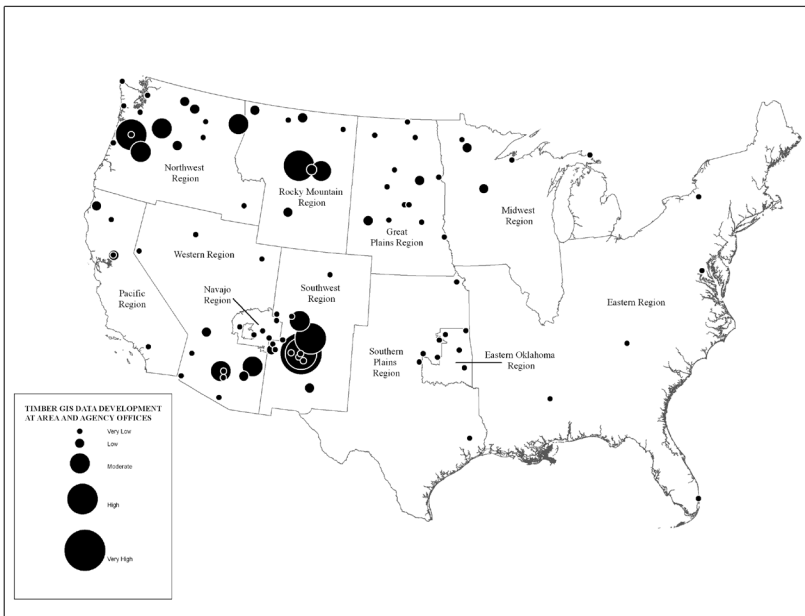 Northwest
Region
Rocky Mountain
Region
Great
Plains Region
Midwest
Region
Western Region
Navajo
Region
Southwest
Region
Pacific
Region
Eastern Region
Southern
Plains
Region
Eastern Oklahoma
Region
TIMBER GIS DATA DEVELOPMENT
AT AREA AND AGENCY OFFICES
Very Low
Low
Moderate
High
Very High